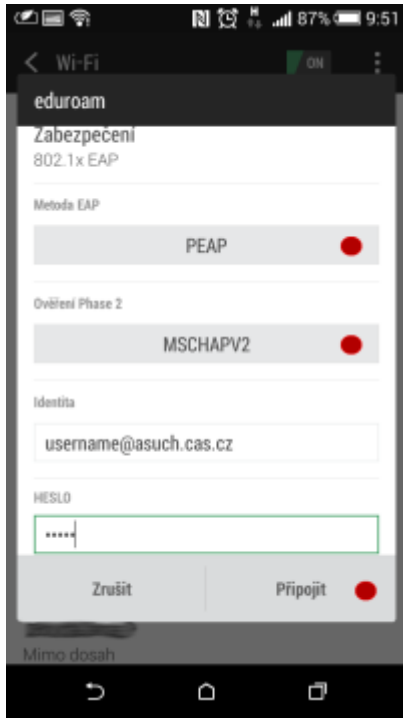 87% 9:51
Wi-Fi ON
eduroam
Zabezpečení
802.1x EAP
Metoda EAP
PEAP
Ověření Phase 2
MSCHAPV2
Identita
username@asuch.cas.cz
HESLO
•••••
Zrušit Připojit
Mimo dosah